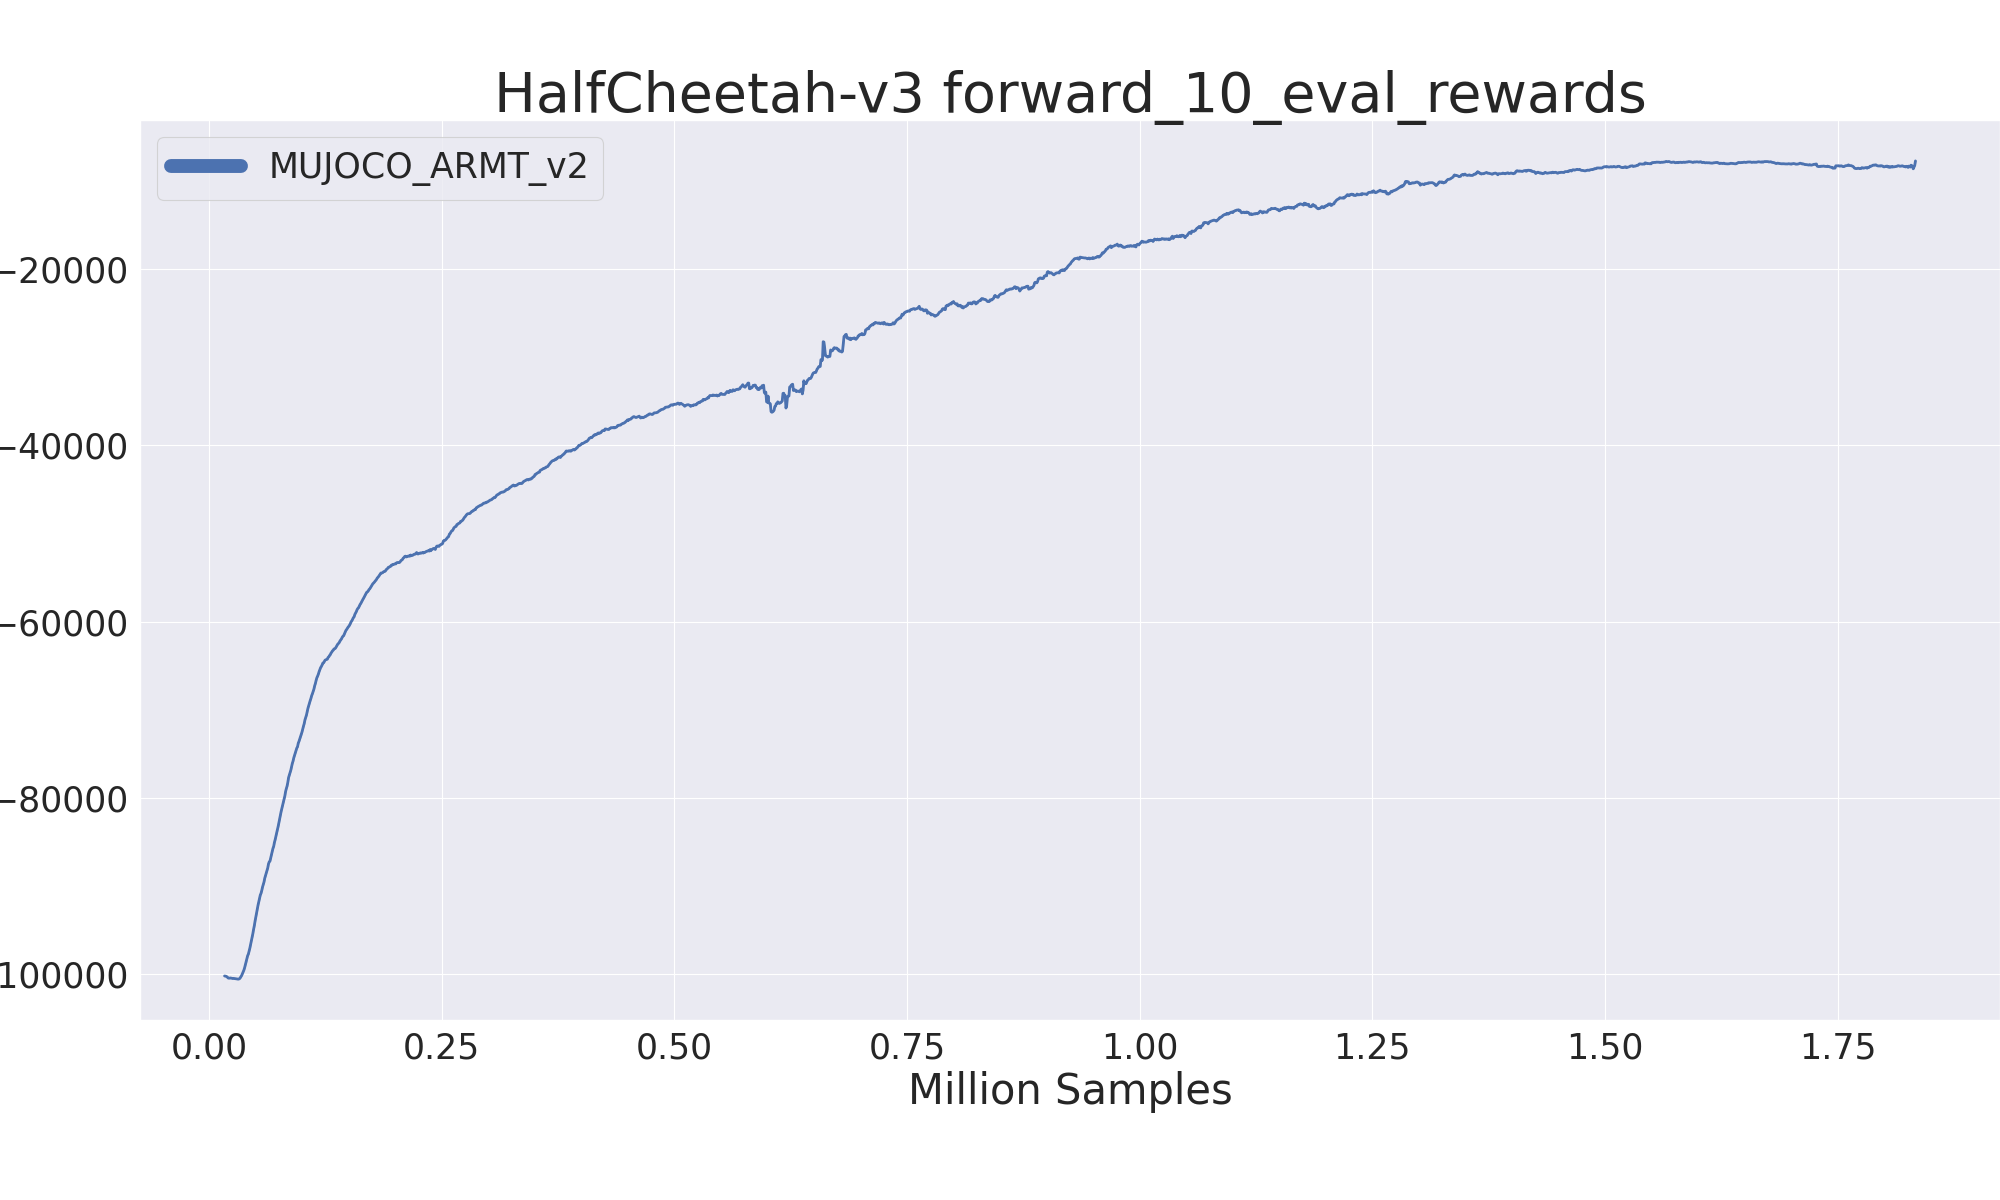 HalfCheetah-v3 forward_10_eval_rewards
MUJOCO_ARMT_v2
−20000
−40000
−60000
−80000
100000
0.00 0.25 0.50 0.75 1.00 1.25 1.50 1.75
Million Samples